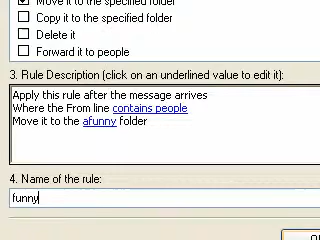 Move it to the specified folder
Copy it to the specified folder
Delete it
Forward it to people
3. Rule Description (click on an underlined value to edit it):
Apply this rule after the message arrives
Where the From line contains people
Move it to the afunny folder
4. Name of the rule:
funny